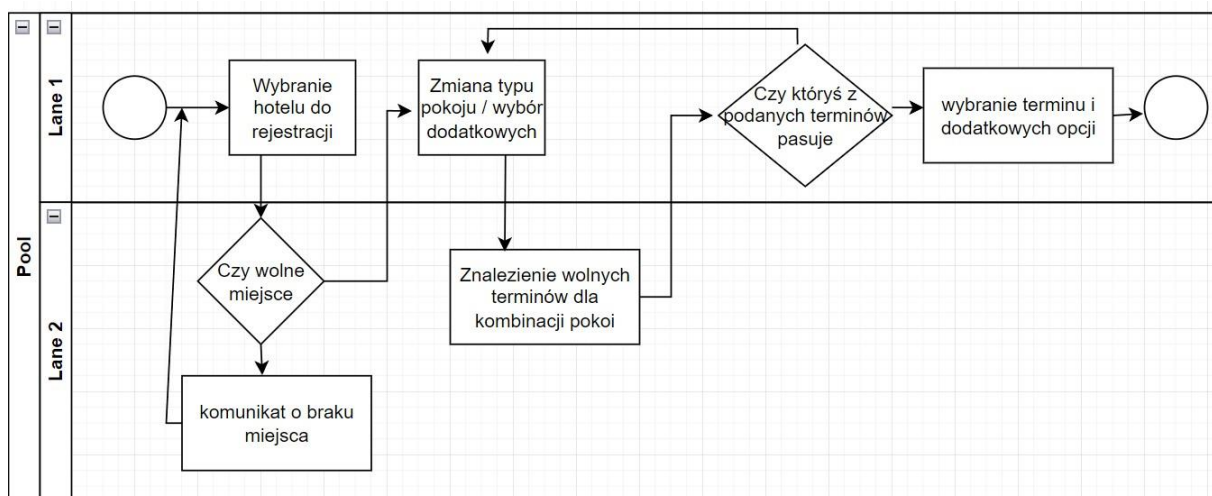 Pool
Lane 1
Wybranie
hotelu do
rejestracji
Zmiana typu
pokoju / wybór
dodatkowych
Czy któryś z
podanych terminów
pasuje
wybranie terminu i
dodatkowych opcji
Lane 2
Czy wolne
miejsce
Znalezienie wolnych
terminów dla
kombinacji pokoi
komunikat o braku
miejsca